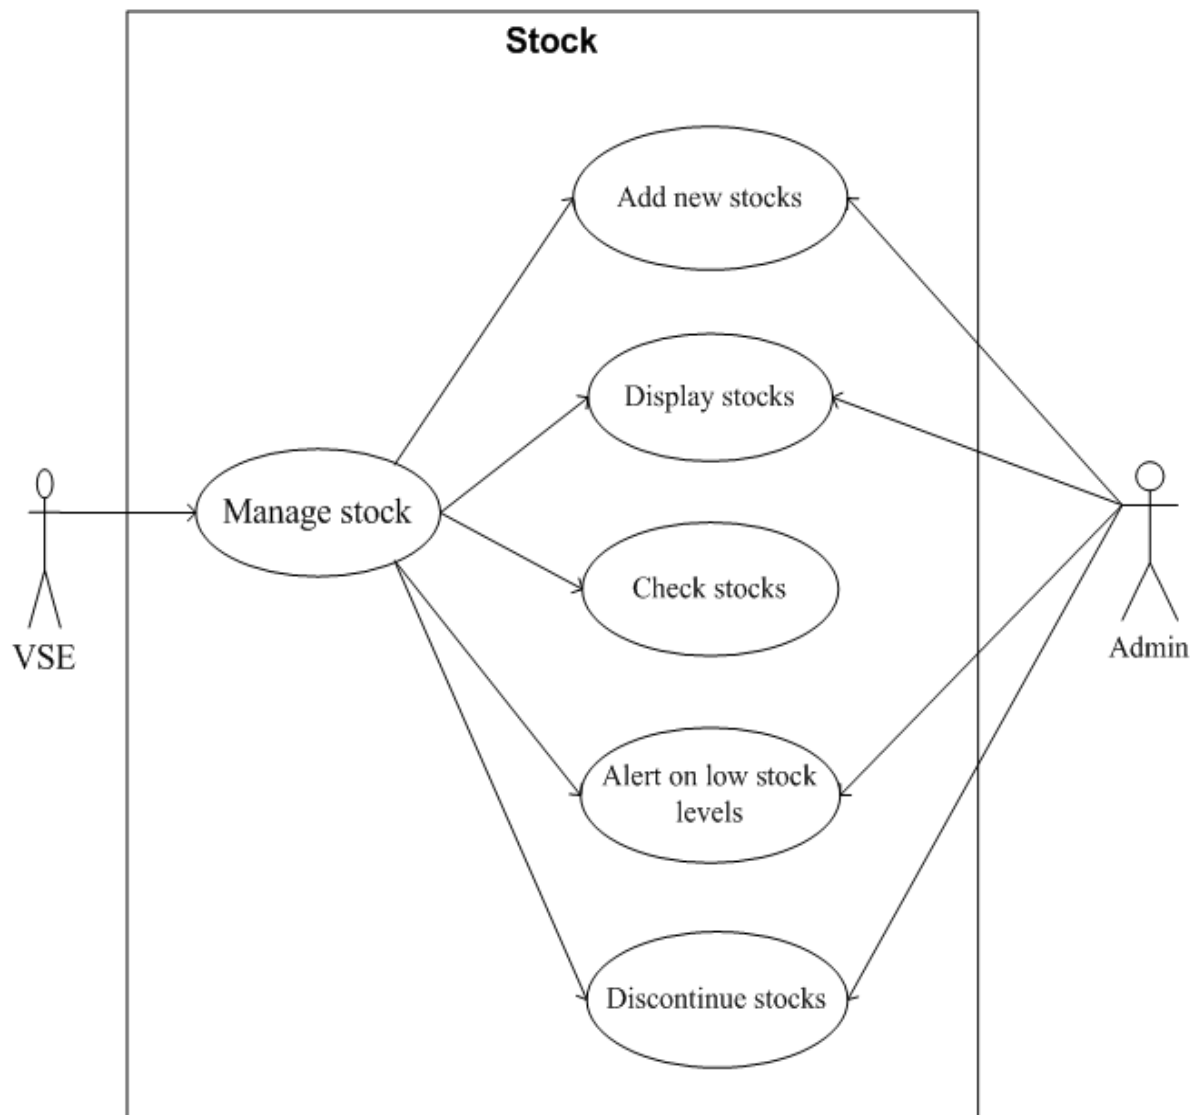 Stock
Add new stocks
Display stocks
Manage stock
Check stocks
VSE
Admin
Alert on low stock
levels
Discontinue stocks